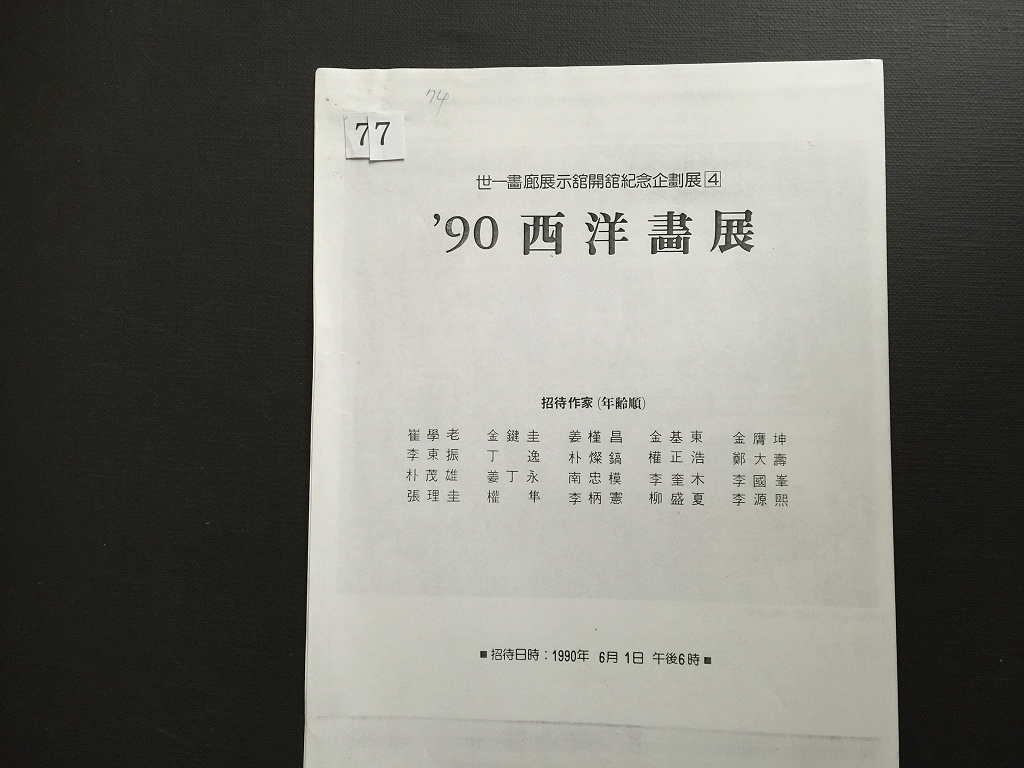 74
77
世一畵廊展示舘開舘紀念企劃展4
’90 西洋畵展
招待作家 (年齡順)
崔學老 金鍵圭 姜槿昌 金基東 金膺坤
李東振 丁逸 朴燦鎬 權正浩 鄭大壽
朴茂雄 姜丁永 南忠模 李奎木 李國峯
張理圭 權隼 李柄憲 柳盛夏 李源熙
■招待日時 : 1990年 6月 1日 午後6時■